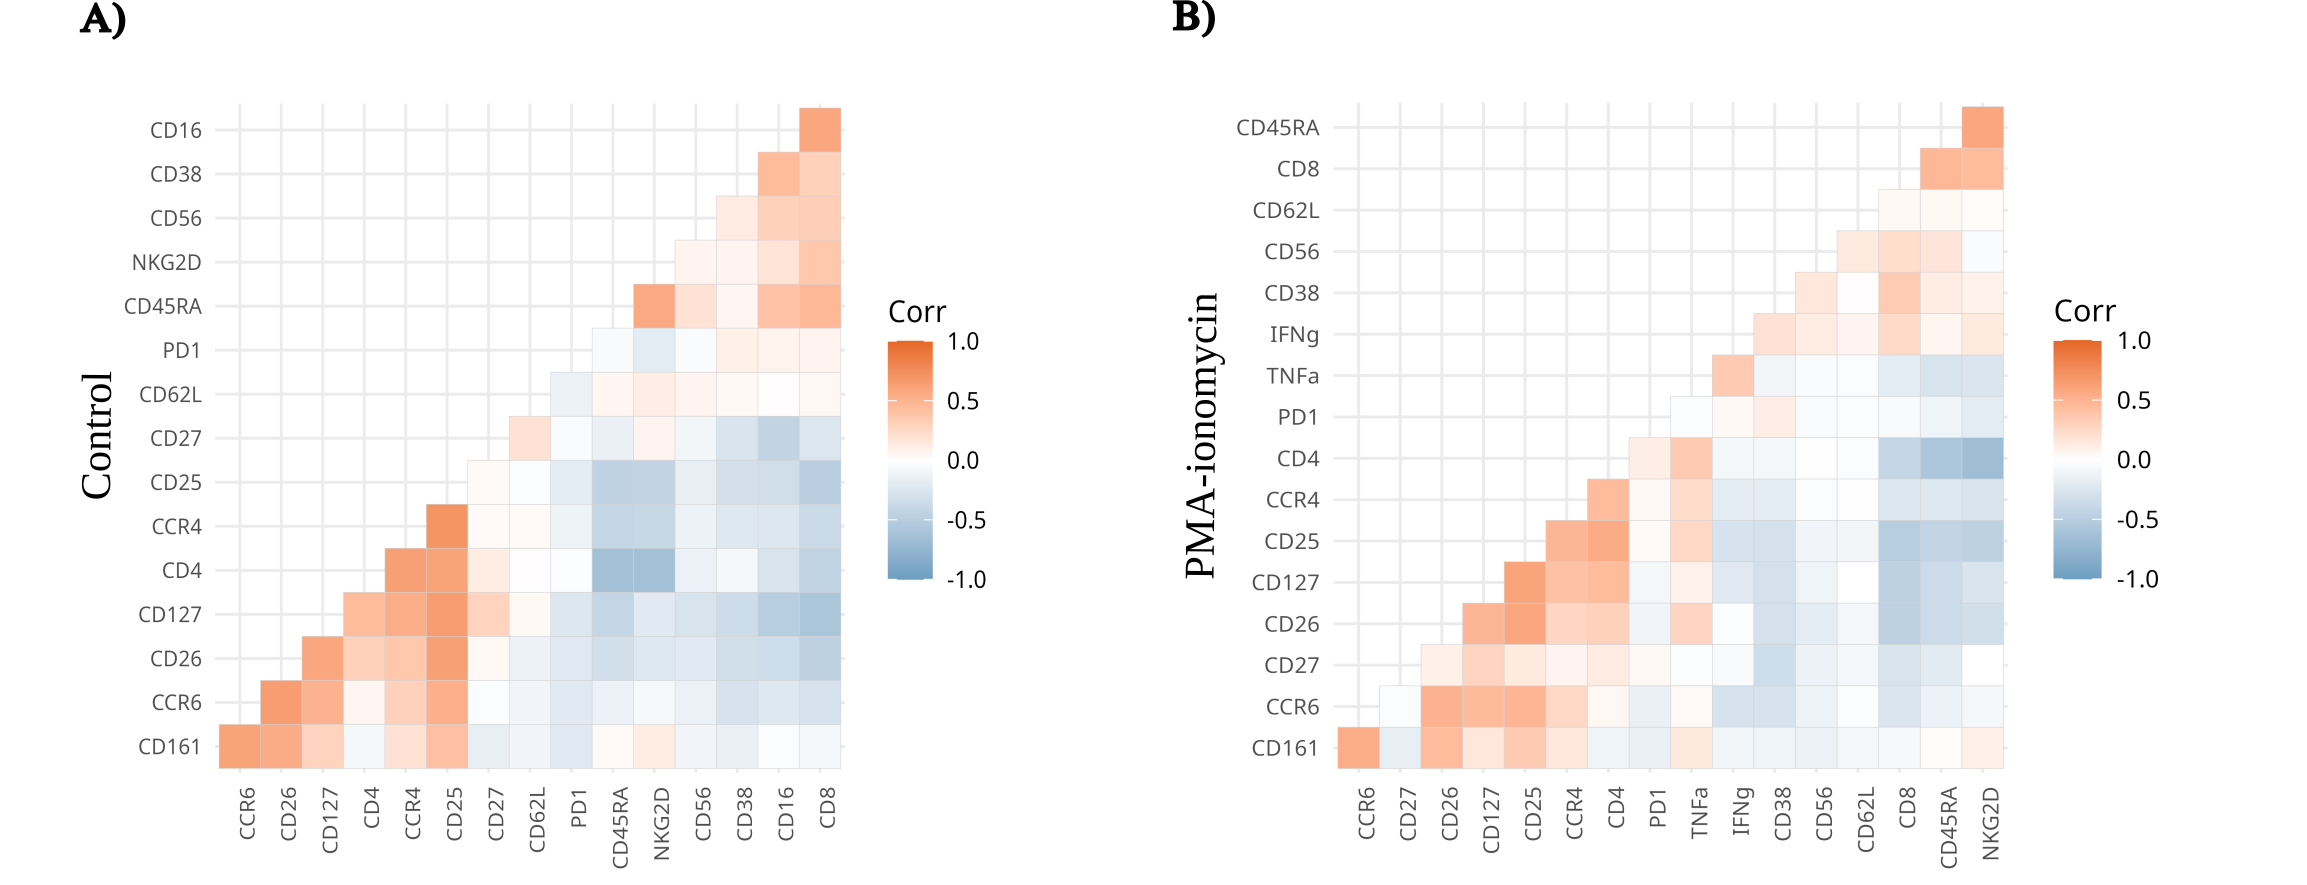 A)
Control
CD16
CD38
CD56
NKG2D
CD45RA
PD1
CD62L
CD27
CD25
CCR4
CD4
CD127
CD26
CCR6
CD161
CCR6
CD26
CD127
CD4
CCR4
CD25
CD27
CD62L
PD1
CD45RA
NKG2D
CD56
CD38
CD16
CD8
Corr
1.0
0.5
0.0
-0.5
-1.0
B)
PMA-ionomycin
CD45RA
CD8
CD62L
CD56
CD38
IFNg
TNFa
PD1
CD4
CCR4
CD25
CD127
CD26
CD27
CCR6
CD161
CCR6
CD27
CD26
CD127
CD25
CCR4
CD4
PD1
TNFa
IFNg
CD38
CD56
CD62L
CD8
CD45RA
NKG2D
Corr
1.0
0.5
0.0
-0.5
-1.0